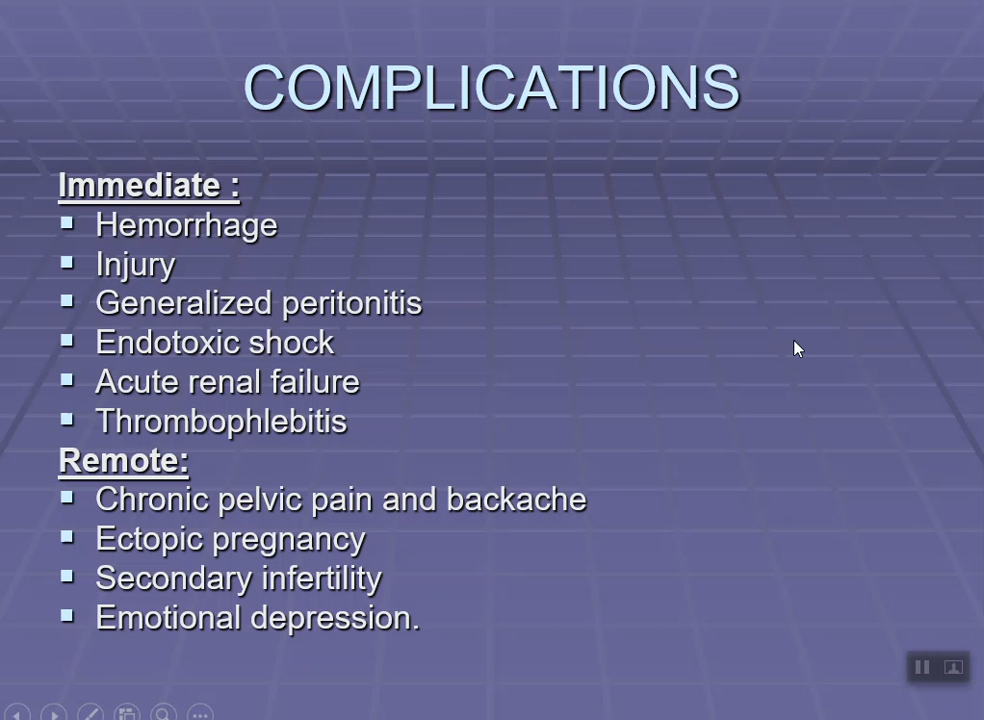 COMPLICATIONS
Immediate :
Hemorrhage
Injury
Generalized peritonitis
Endotoxic shock
Acute renal failure
Thrombophlebitis
Remote:
Chronic pelvic pain and backache
Ectopic pregnancy
Secondary infertility
Emotional depression.